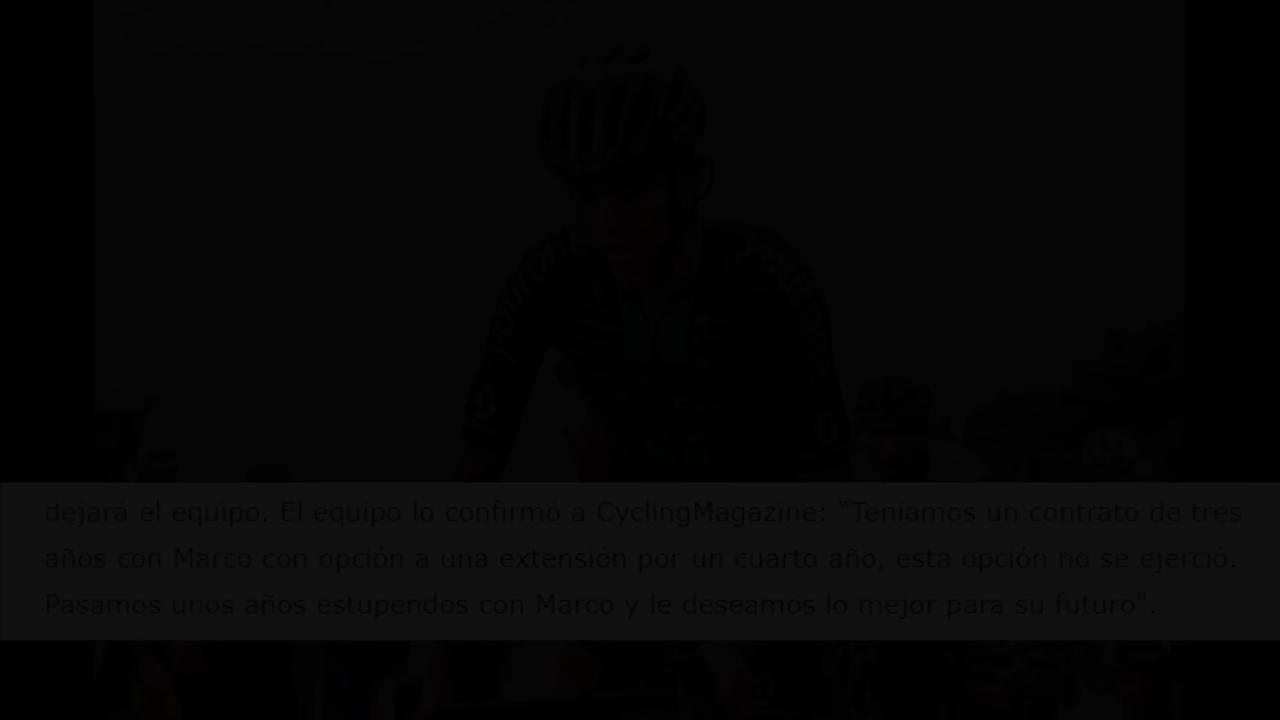 dejará el equipo. El equipo lo confirmó a CyclingMagazine: “Teníamos un contrato de tres
años con Marco con opción a una extensión por un cuarto año, esta opción no se ejerció.
Pasamos unos años estupendos con Marco y le deseamos lo mejor para su futuro”.